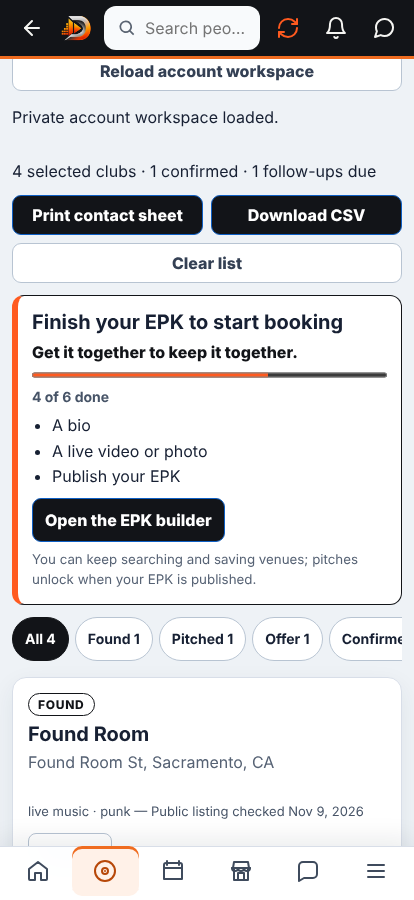 Search peo...
Reload account workspace
Private account workspace loaded.
4 selected clubs · 1 confirmed · 1 follow-ups due
Print contact sheet
Download CSV
Clear list
Finish your EPK to start booking
Get it together to keep it together.
4 of 6 done
• A bio
• A live video or photo
• Publish your EPK
Open the EPK builder
You can keep searching and saving venues; pitches
unlock when your EPK is published.
All 4
Found 1
Pitched 1
Offer 1
Confirme
FOUND
Found Room
Found Room St, Sacramento, CA
live music · punk — Public listing checked Nov 9, 2026